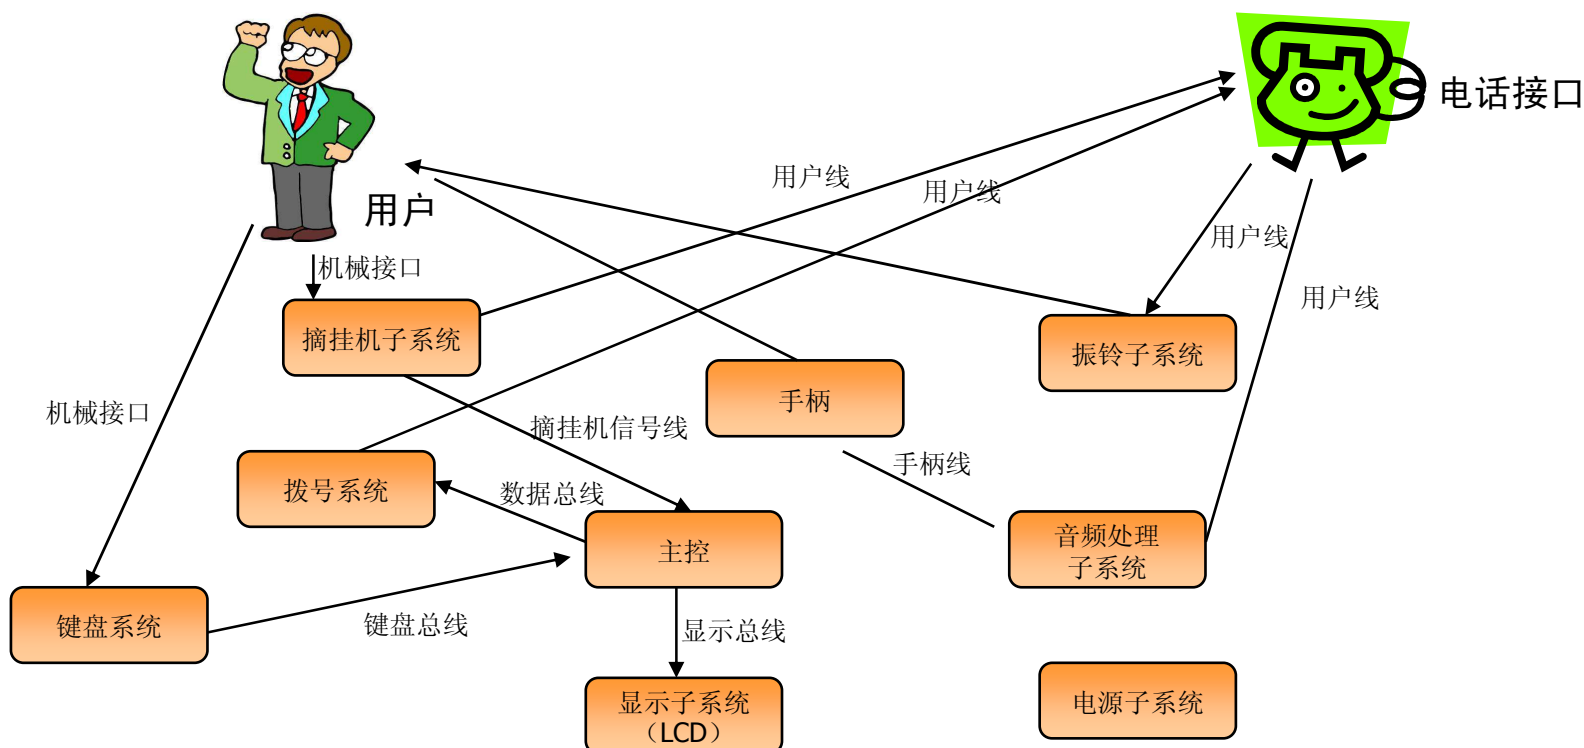 电话接口
用户线
用户线
用户
用户线
机械接口
用户线
摘挂机子系统
振铃子系统
手柄
机械接口
摘挂机信号线
手柄线
拨号系统
数据总线
主控
音频处理
子系统
键盘系统
键盘总线
显示总线
显示子系统
（LCD）
电源子系统